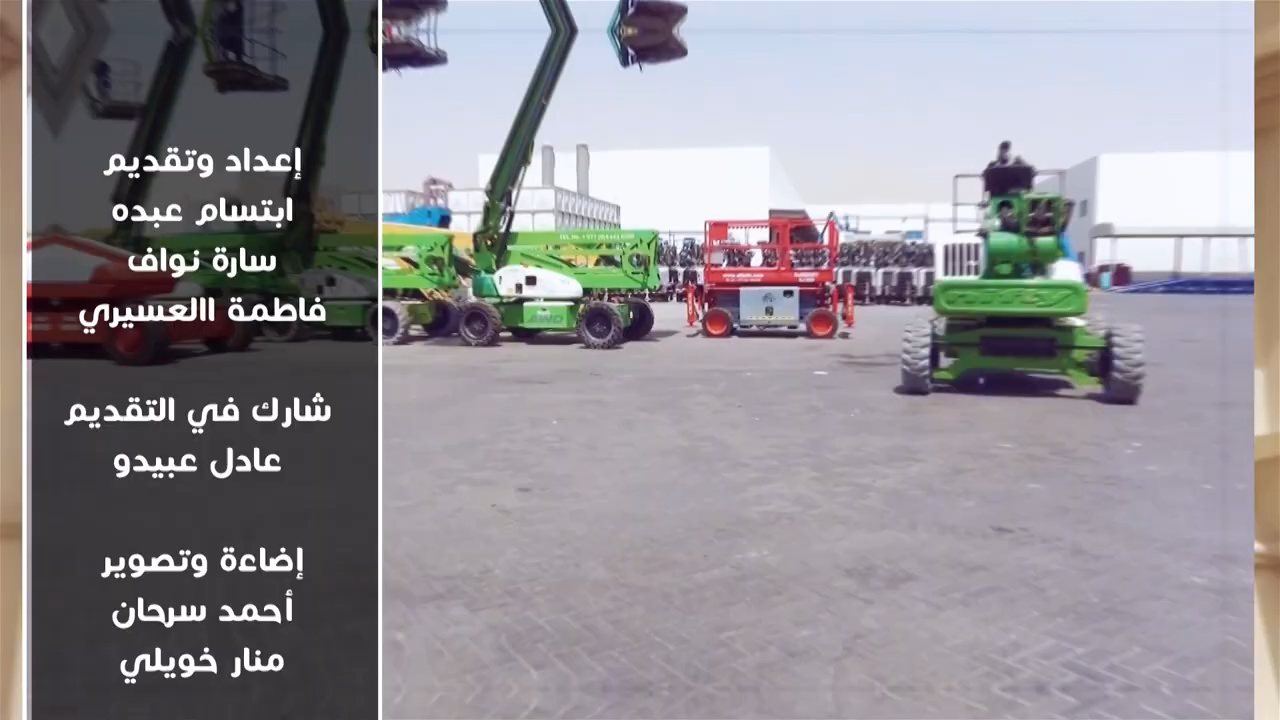 إعداد وتقديم
ابتسام عبده
سارة نواف
فاطمة االعسيري
شارك في التقديم
عادل عبيدو
إضاءة وتصوير
أحمد سرحان
منار خويلي
AWD